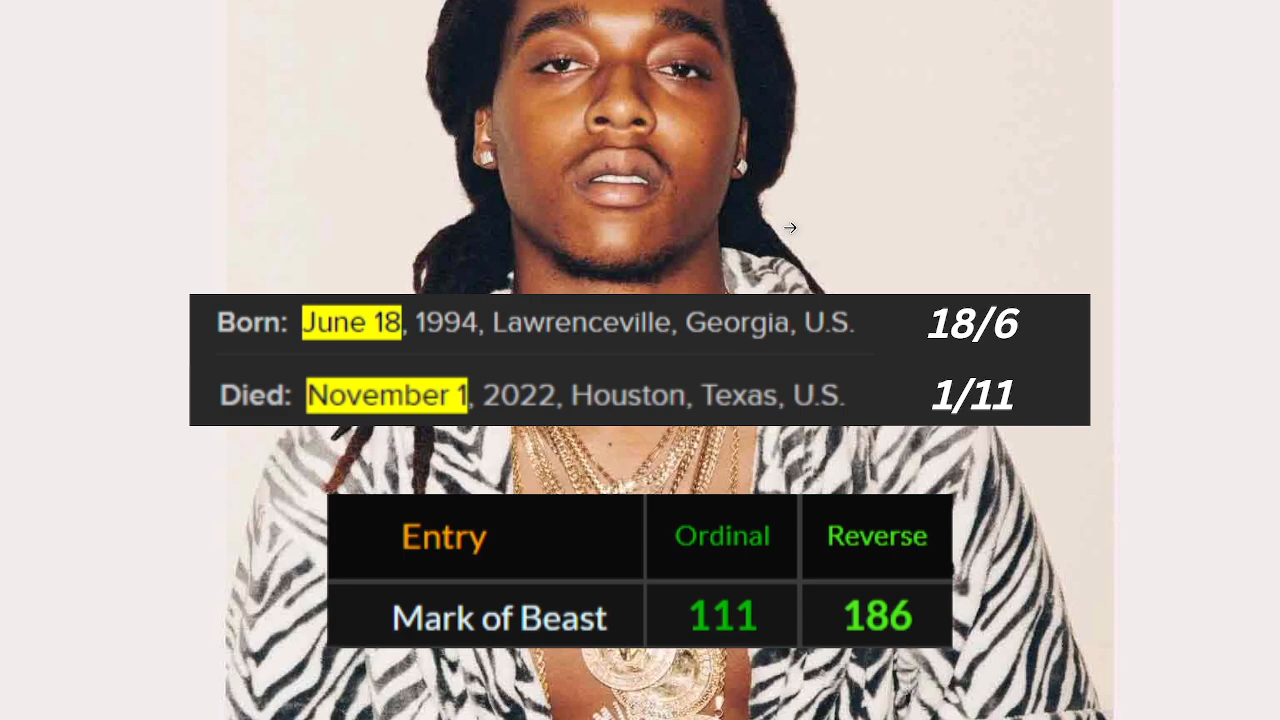 Born: June 18, 1994, Lawrenceville, Georgia, U.S. 18/6
Died: November 1, 2022, Houston, Texas, U.S. 1/11
Entry Ordinal Reverse
Mark of Beast 111 186